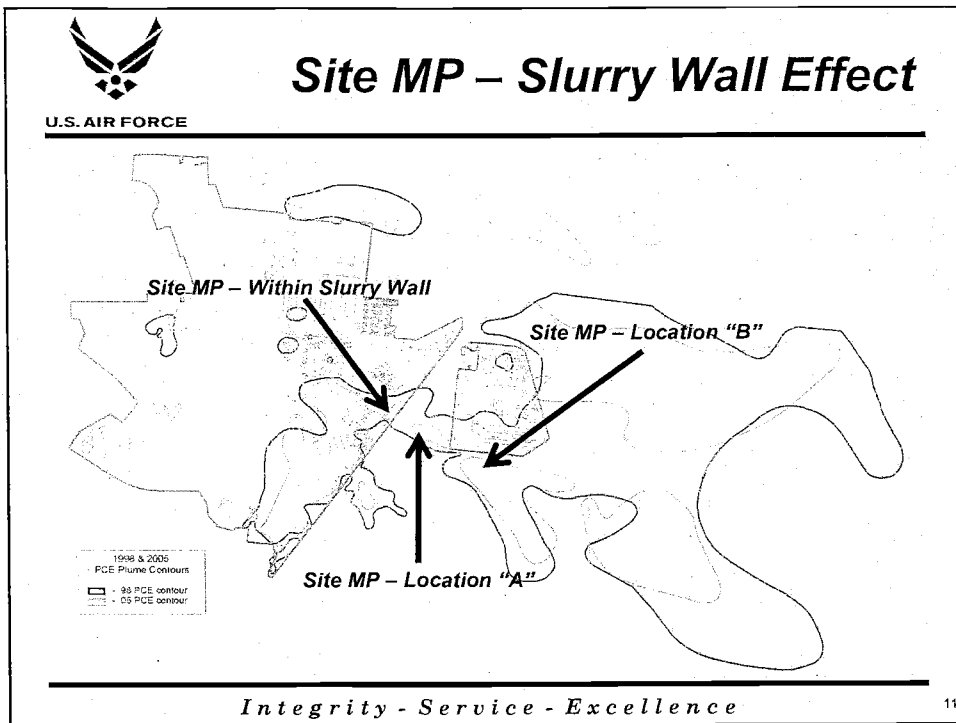 Site MP – Slurry Wall Effect
U.S. AIR FORCE
Site MP – Within Slurry Wall
Site MP – Location "B"
Site MP – Location "A"
1998 & 2005
PCE Plume Contours
- 98 PCE contour
- 05 PCE contour
Integrity - Service - Excellence
11